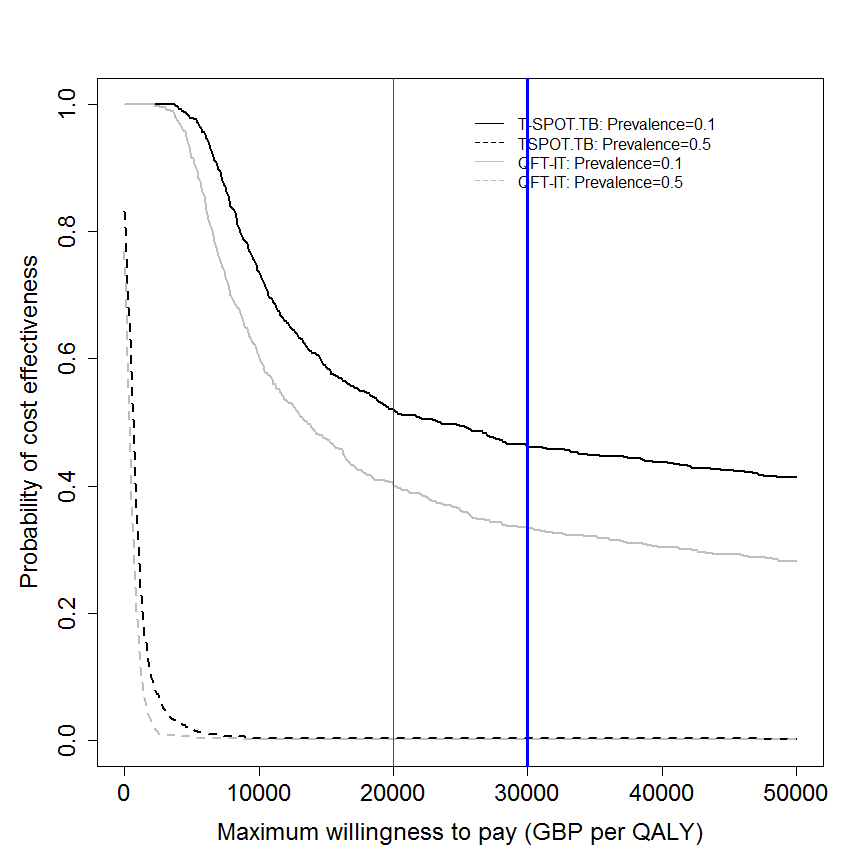 T-SPOT.TB: Prevalence=0.1
TSPOT.TB: Prevalence=0.5
QFT-IT: Prevalence=0.1
QFT-IT: Prevalence=0.5
Probability of cost effectiveness
1.0
0.8
0.6
0.4
0.2
0.0
0 10000 20000 30000 40000 50000
Maximum willingness to pay (GBP per QALY)